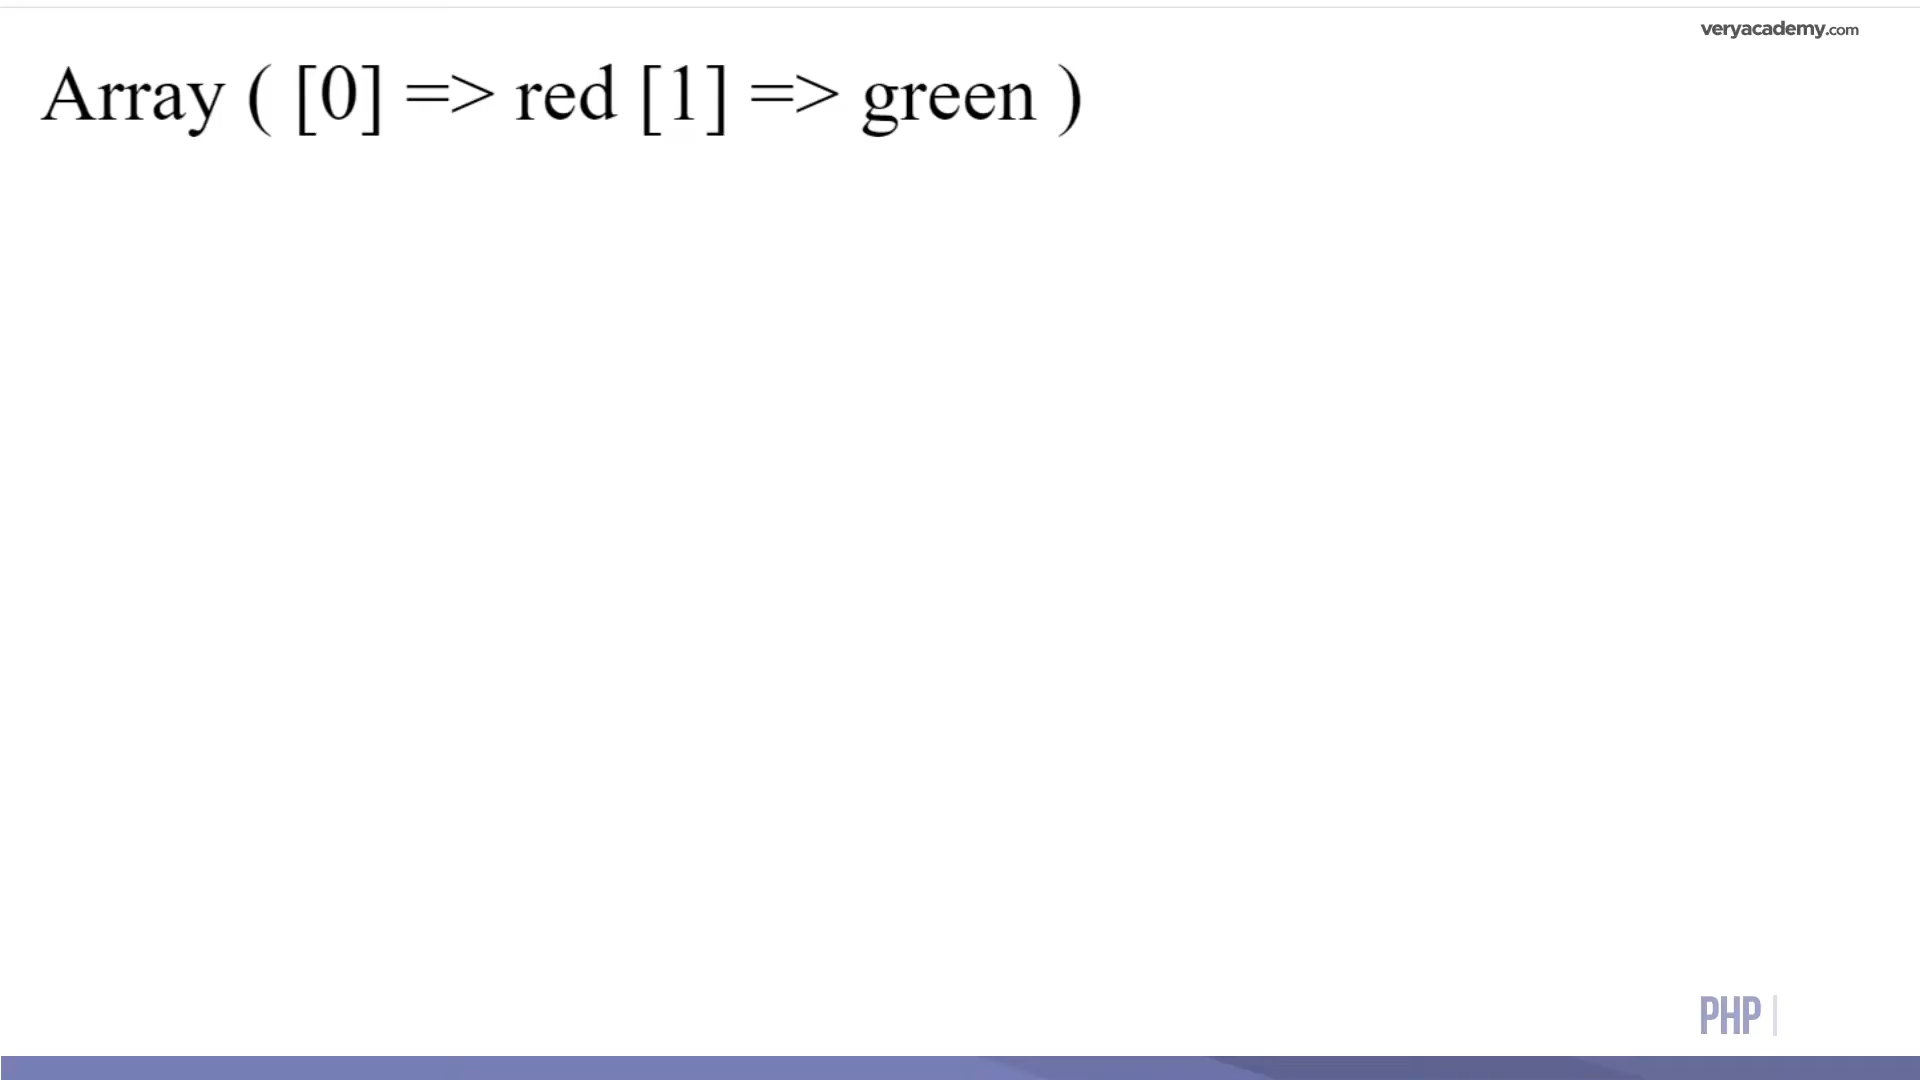 veryacademy.com
Array ( [0] => red [1] => green )
PHP